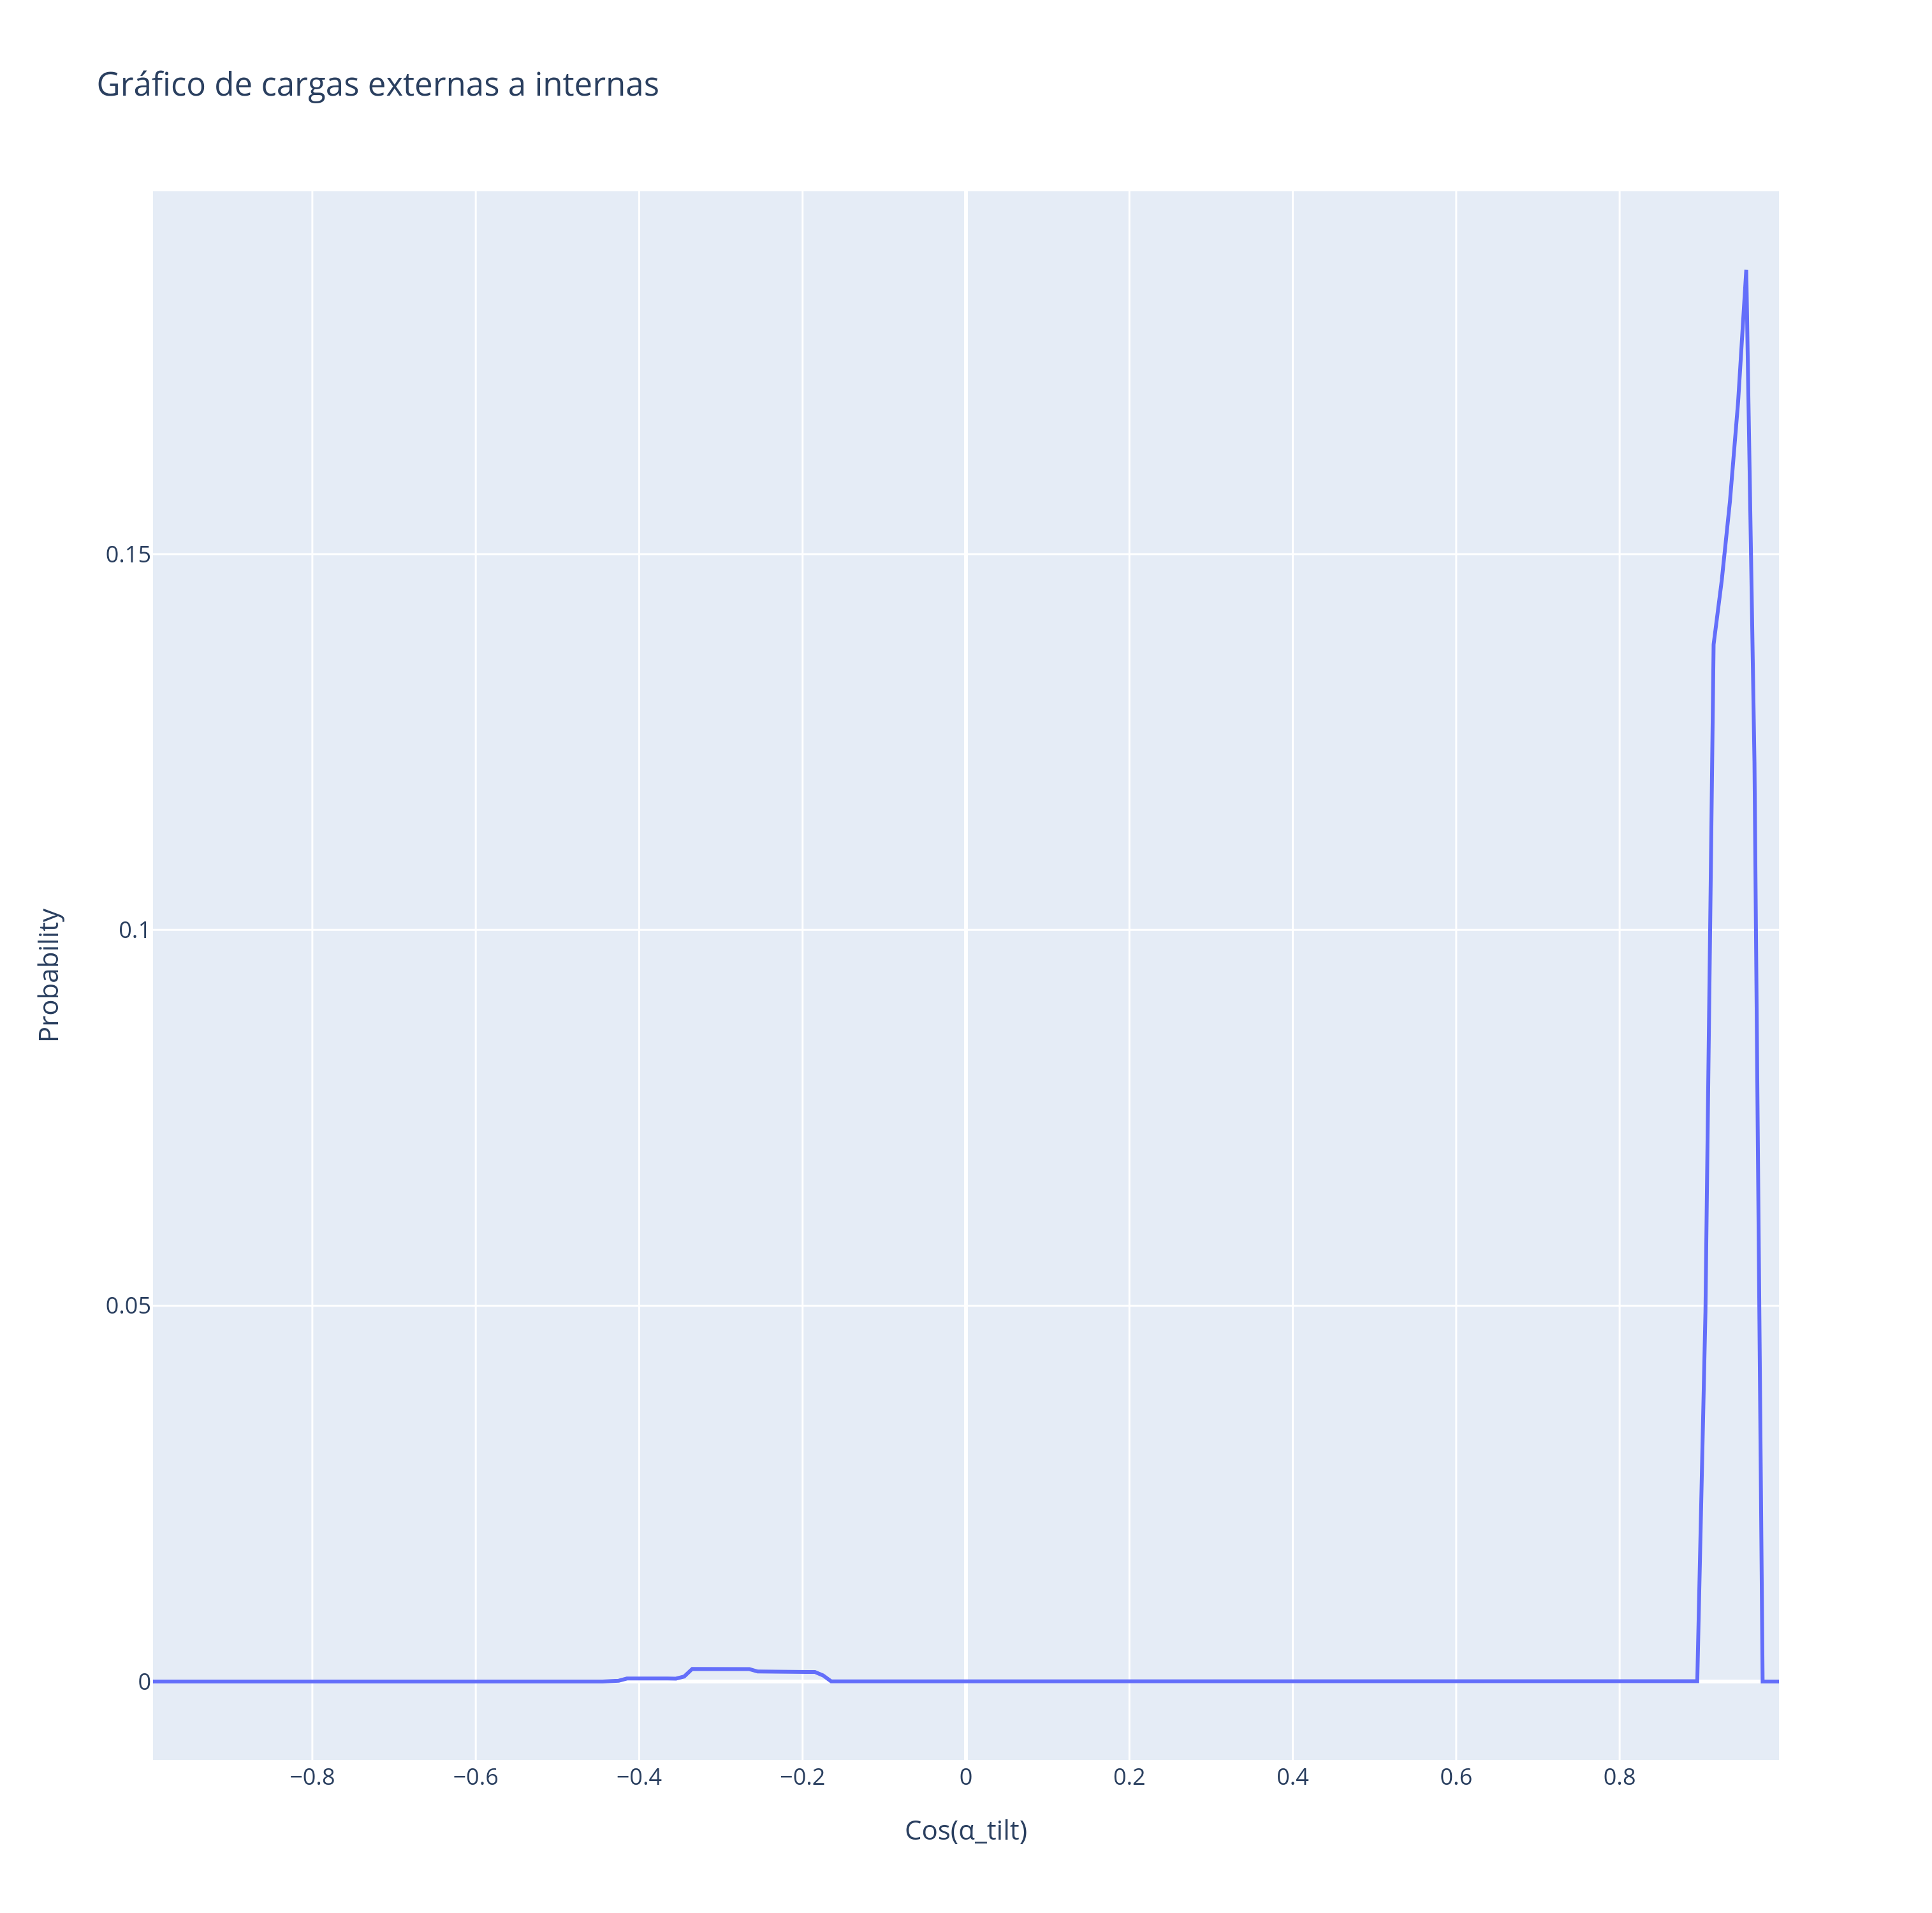 Gráfico de cargas externas a internas
Probability
0.15
0.1
0.05
0
−0.8 −0.6 −0.4 −0.2 0 0.2 0.4 0.6 0.8
Cos(α_tilt)